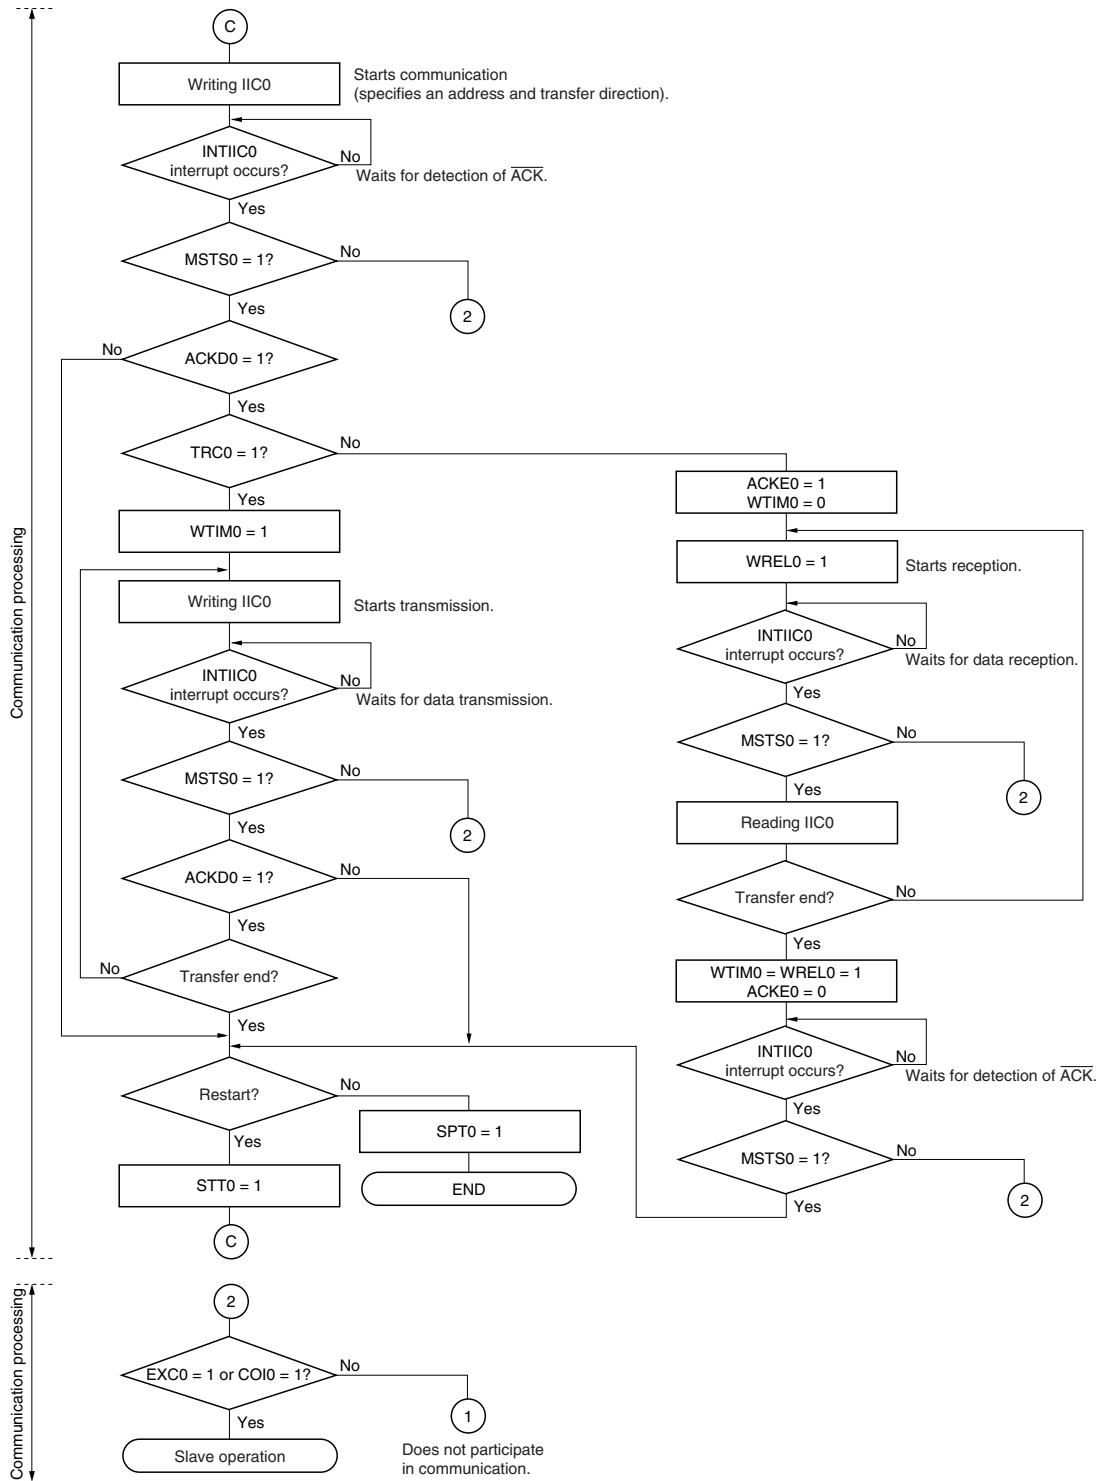 C
Writing IIC0
Starts communication
(specifies an address and transfer direction).
INTIIC0
interrupt occurs?
No
Waits for detection of ACK.
Yes
MSTS0 = 1?
No
2
Yes
No
ACKD0 = 1?
Yes
TRC0 = 1?
No
Yes
WTIM0 = 1
Writing IIC0
Starts transmission.
INTIIC0
interrupt occurs?
No
Waits for data transmission.
Yes
MSTS0 = 1?
No
2
Yes
ACKD0 = 1?
No
Yes
No
Transfer end?
Yes
Restart?
No
SPT0 = 1
END
Yes
STT0 = 1
C
ACKE0 = 1
WTIM0 = 0
WREL0 = 1
Starts reception.
INTIIC0
interrupt occurs?
No
Waits for data reception.
Yes
MSTS0 = 1?
No
2
Yes
Reading IIC0
Transfer end?
No
Yes
WTIM0 = WREL0 = 1
ACKE0 = 0
INTIIC0
interrupt occurs?
No
Waits for detection of ACK.
Yes
MSTS0 = 1?
No
2
Yes
Communication processing
2
EXC0 = 1 or COI0 = 1?
No
1
Does not participate
in communication.
Yes
Slave operation
Communication processing